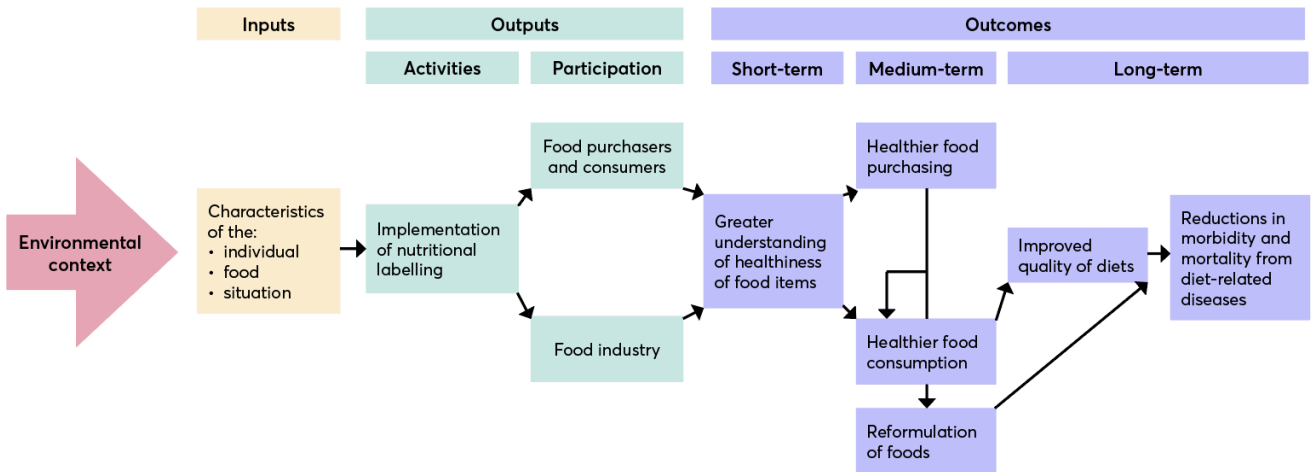 Inputs
Outputs
Outcomes
Activities
Participation
Short-term
Medium-term
Long-term
Environmental
context
Characteristics
of the:
• individual
• food
• situation
Implementation
of nutritional
labelling
Food purchasers
and consumers
Food industry
Greater
understanding
of healthiness
of food items
Healthier food
purchasing
Healthier food
consumption
Reformulation
of foods
Improved
quality of diets
Reductions in
morbidity and
mortality from
diet-related
diseases